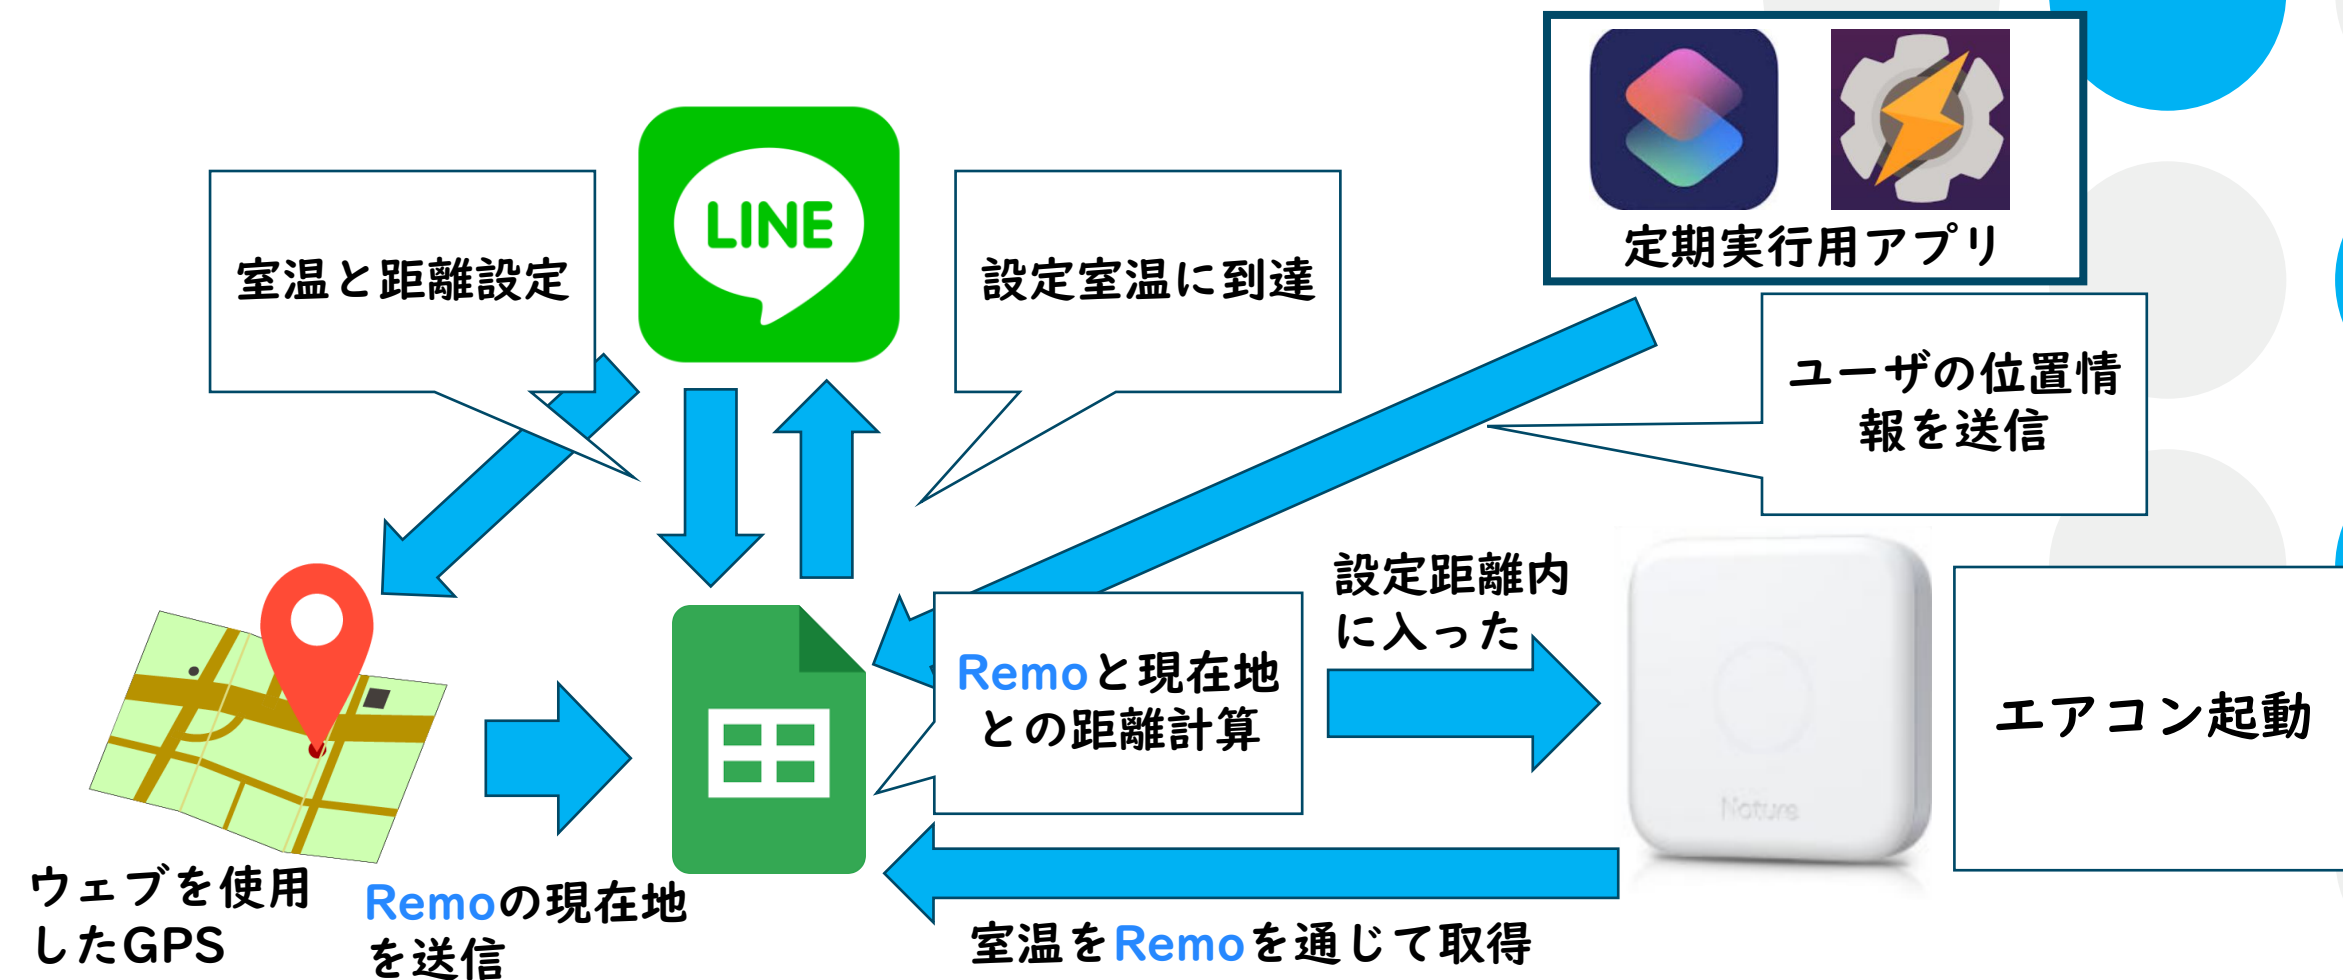 LINE
室温と距離設定
設定室温に到達
定期実行用アプリ
ユーザの位置情
報を送信
設定距離内
に入った
Remoと現在地
との距離計算
エアコン起動
Nature
ウェブを使用
したGPS
Remoの現在地
を送信
室温をRemoを通じて取得